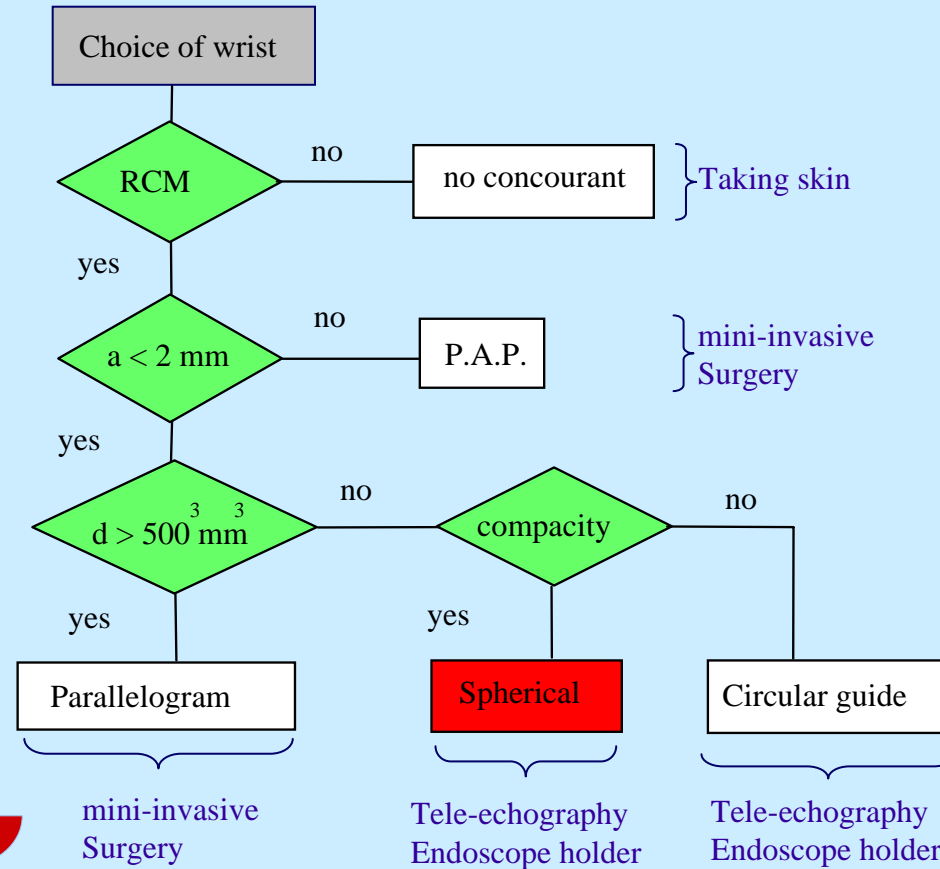 Choice of wrist
no
RCM
no concourant
Taking skin
yes
no
a < 2 mm
P.A.P.
mini-invasive
Surgery
yes
no
no
d > 500³ mm³
compacity
yes
yes
Parallelogram
Spherical
Circular guide
mini-invasive
Surgery
Tele-echography
Endoscope holder
Tele-echography
Endoscope holder